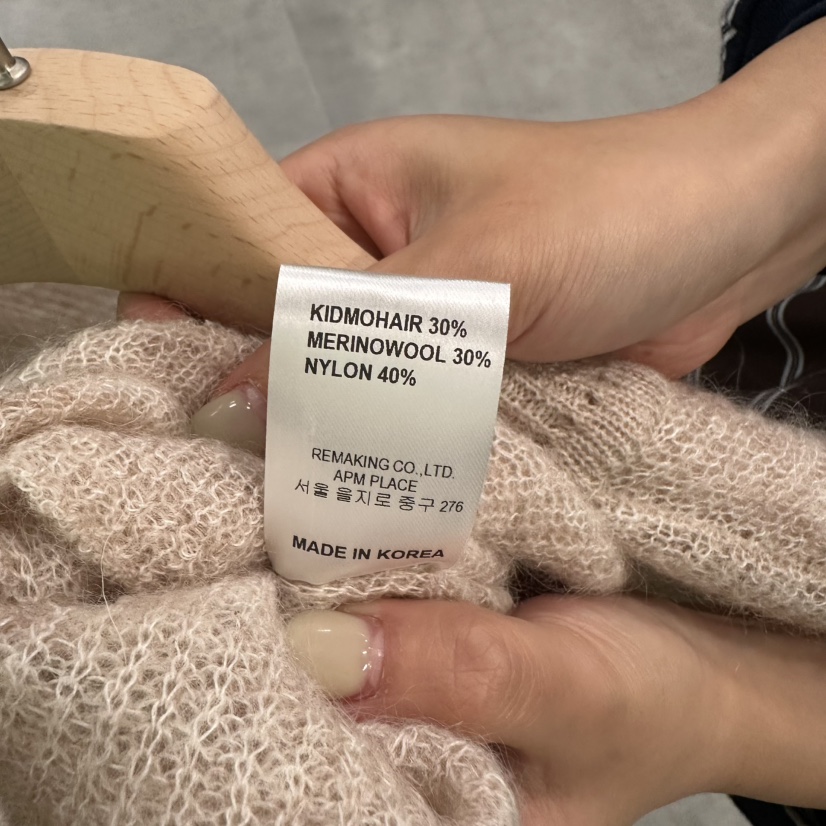 KIDMOHAIR 30%
MERINOWOOL 30%
NYLON 40%
REMAKING CO.,LTD.
APM PLACE
서울 을지로 중구 276
MADE IN KOREA